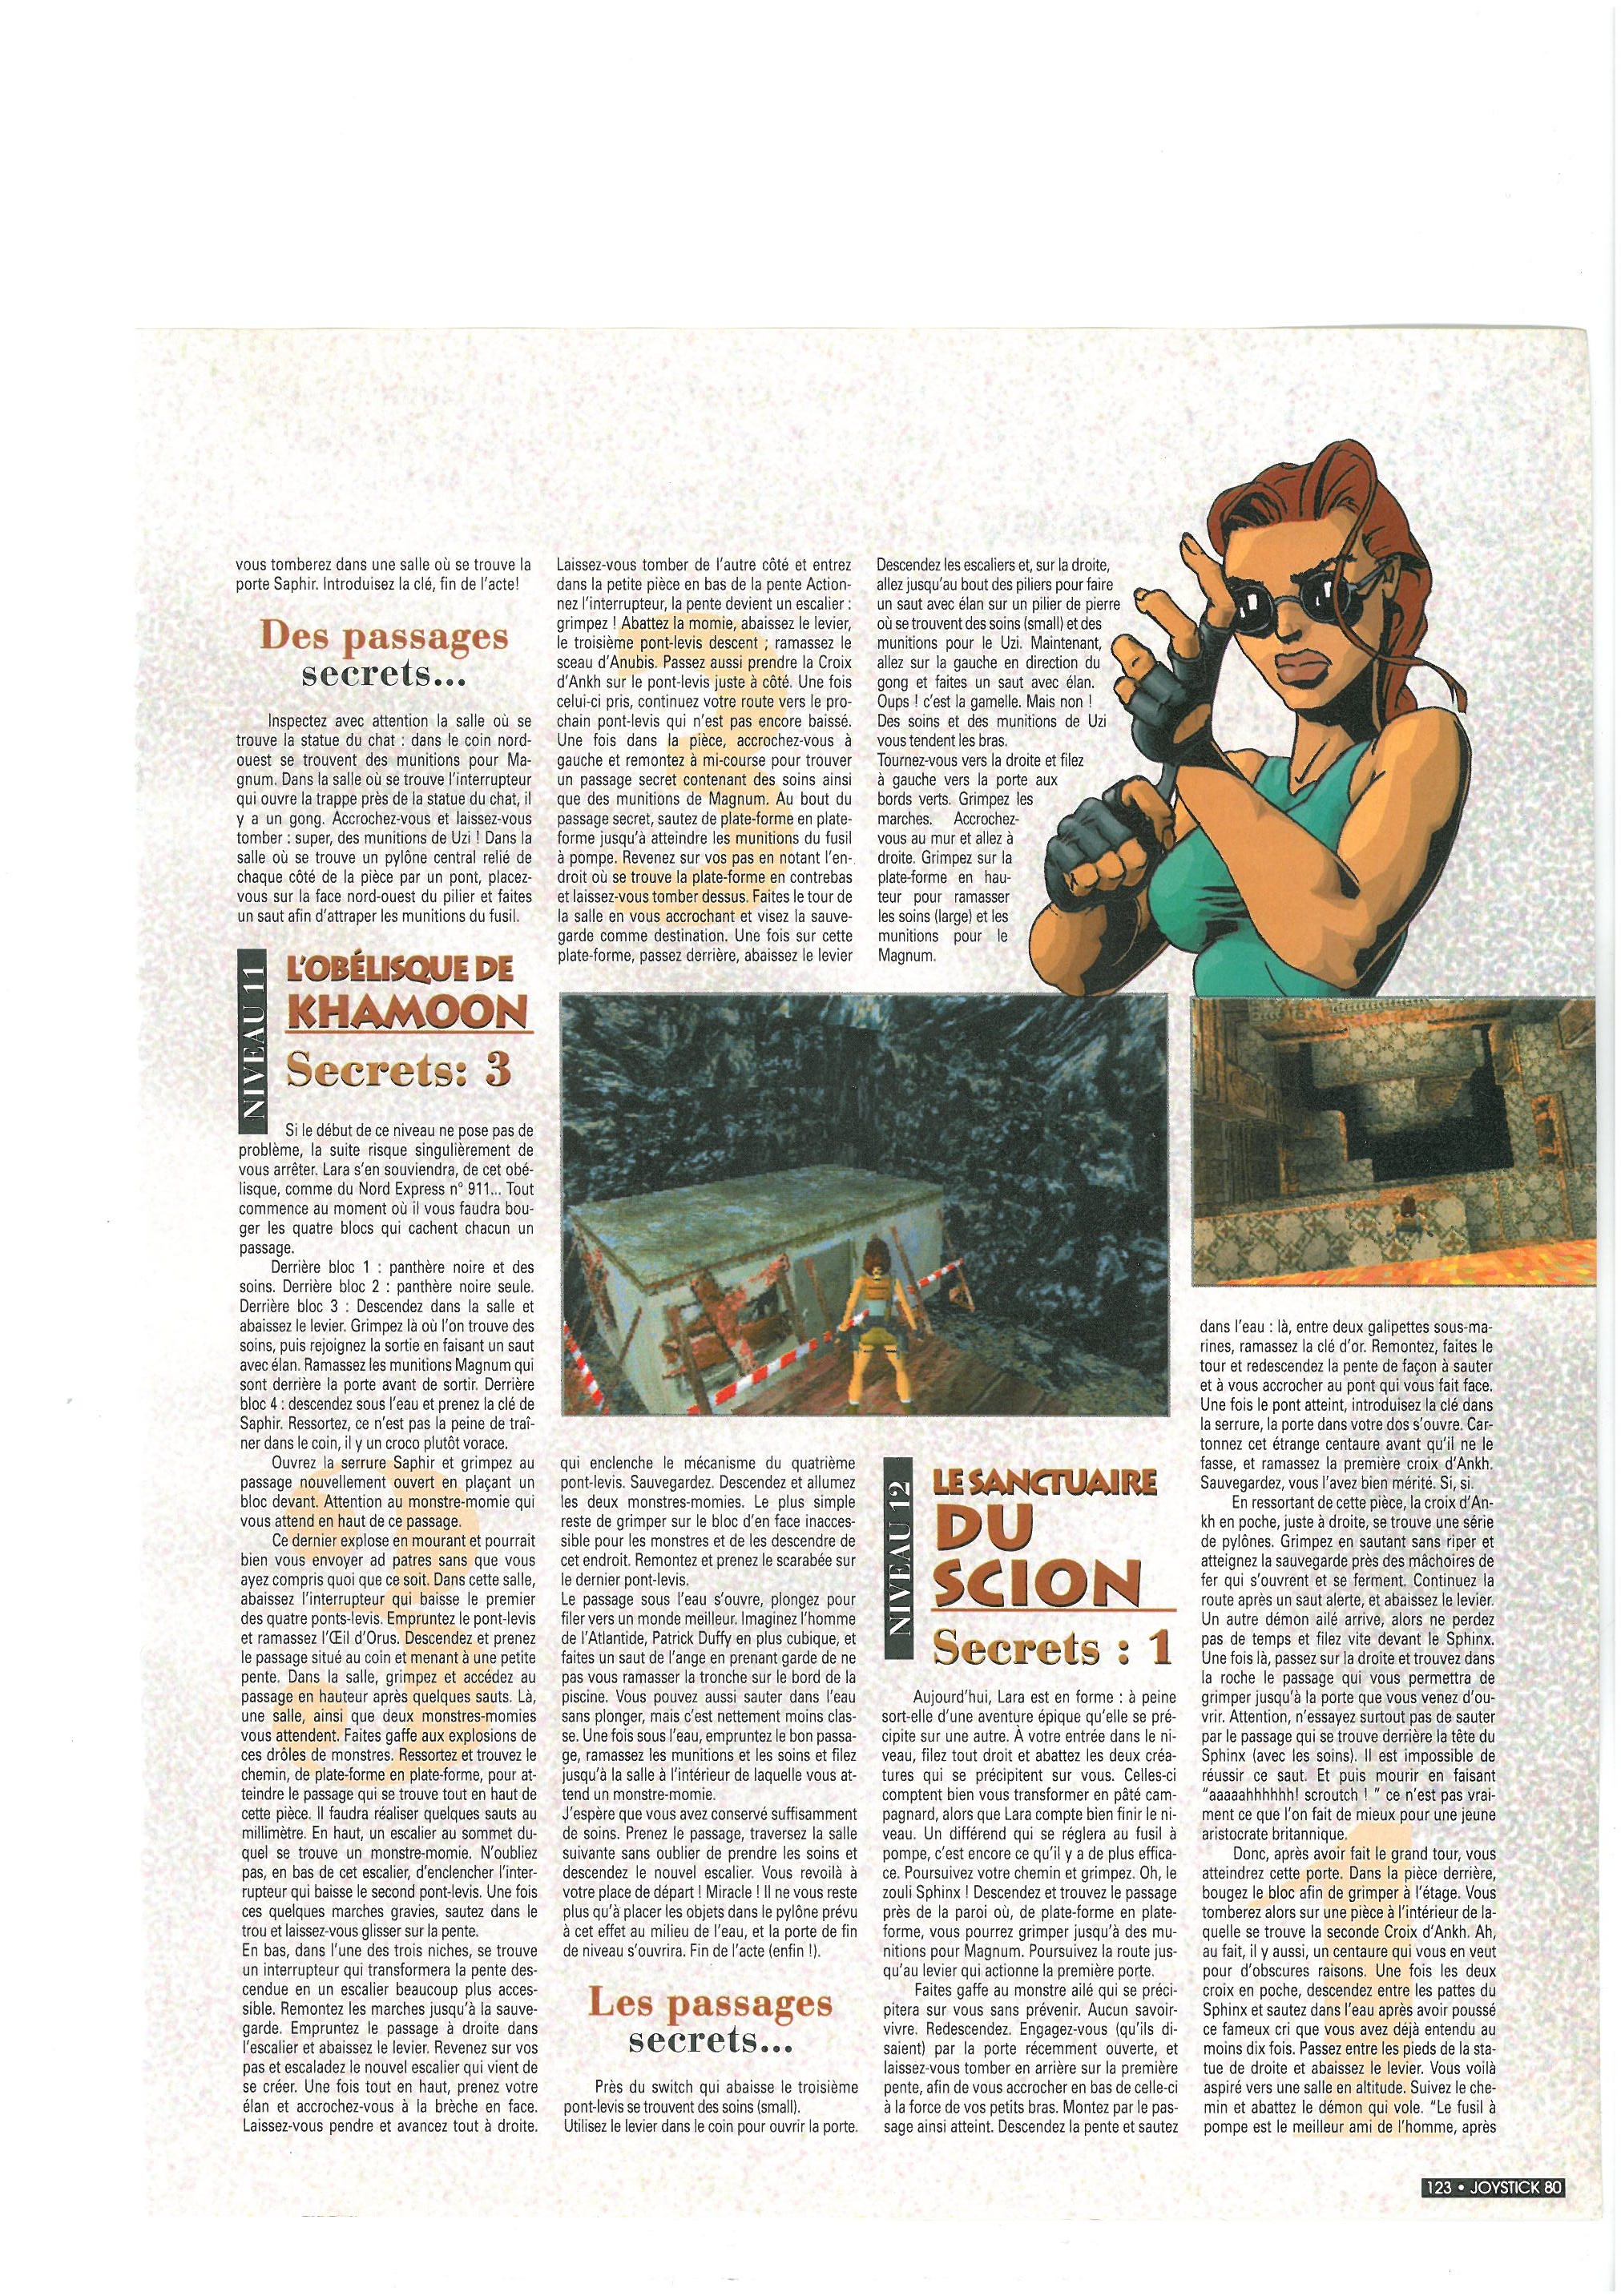 vous tomberez dans une salle où se trouve la
porte Saphir. Introduisez la clé, fin de l'acte!
Des passages
secrets...
Inspectez avec attention la salle où se
trouve la statue du chat : dans le coin nord-
ouest se trouvent des munitions pour Ma-
gnum. Dans la salle où se trouve l'interrupteur
qui ouvre la trappe près de la statue du chat, il
y a un gong. Accrochez-vous et laissez-vous
tomber : super, des munitions de Uzi ! Dans la
salle où se trouve un pylône central relié de
chaque côté de la pièce par un pont, placez-
vous sur la face nord-ouest du pilier et faites
un saut afin d'attraper les munitions du fusil.
NIVEAU 11
L'OBÉLISQUE DE
KHAMOON
Secrets: 3
Si le début de ce niveau ne pose pas de
problème, la suite risque singulièrement de
vous arrêter. Lara s'en souviendra, de cet obé-
lisque, comme du Nord Express n° 911... Tout
commence au moment où il vous faudra bou-
ger les quatre blocs qui cachent chacun un
passage.
Derrière bloc 1 : panthère noire et des
soins. Derrière bloc 2 : panthère noire seule.
Derrière bloc 3 : Descendez dans la salle et
abaissez le levier. Grimpez là où l'on trouve des
soins, puis rejoignez la sortie en faisant un saut
avec élan. Ramassez les munitions Magnum qui
sont derrière la porte avant de sortir. Derrière
bloc 4 : descendez sous l'eau et prenez la clé de
Saphir. Ressortez, ce n'est pas la peine de traî-
ner dans le coin, il y un croco plutôt vorace.
Ouvrez la serrure Saphir et grimpez au
passage nouvellement ouvert en plaçant un
bloc devant. Attention au monstre-momie qui
vous attend en haut de ce passage.
Ce dernier explose en mourant et pourrait
bien vous envoyer ad patres sans que vous
ayez compris quoi que ce soit. Dans cette salle,
abaissez l'interrupteur qui baisse le premier
des quatre ponts-levis. Empruntez le pont-levis
et ramassez l'Œil d'Orus. Descendez et prenez
le passage situé au coin et menant à une petite
pente. Dans la salle, grimpez et accédez au
passage en hauteur après quelques sauts. Là,
une salle, ainsi que deux monstres-momies
vous attendent. Faites gaffe aux explosions de
ces drôles de monstres. Ressortez et trouvez le
chemin, de plate-forme en plate-forme, pour at-
teindre le passage qui se trouve tout en haut de
cette pièce. Il faudra réaliser quelques sauts au
millimètre. En haut, un escalier au sommet du-
quel se trouve un monstre-momie. N'oubliez
pas, en bas de cet escalier, d'enclencher l'inter-
rupteur qui baisse le second pont-levis. Une fois
ces quelques marches gravies, sautez dans le
trou et laissez-vous glisser sur la pente.
En bas, dans l'une des trois niches, se trouve
un interrupteur qui transformera la pente des-
cendue en un escalier beaucoup plus acces-
sible. Remontez les marches jusqu'à la sauve-
garde. Empruntez le passage à droite dans
l'escalier et abaissez le levier. Revenez sur vos
pas et escaladez le nouvel escalier qui vient de
se créer. Une fois tout en haut, prenez votre
élan et accrochez-vous à la brèche en face.
Laissez-vous pendre et avancez tout à droite.
Laissez-vous tomber de l'autre côté et entrez
dans la petite pièce en bas de la pente Action-
nez l'interrupteur, la pente devient un escalier :
grimpez ! Abattez la momie, abaissez le levier,
le troisième pont-levis descent ; ramassez le
sceau d'Anubis. Passez aussi prendre la Croix
d'Ankh sur le pont-levis juste à côté. Une fois
celui-ci pris, continuez votre route vers le pro-
chain pont-levis qui n'est pas encore baissé.
Une fois dans la pièce, accrochez-vous à
gauche et remontez à mi-course pour trouver
un passage secret contenant des soins ainsi
que des munitions de Magnum. Au bout du
passage secret, sautez de plate-forme en plate-
forme jusqu'à atteindre les munitions du fusil
à pompe. Revenez sur vos pas en notant l'en-
droit où se trouve la plate-forme en contrebas
et laissez-vous tomber dessus. Faites le tour de
la salle en vous accrochant et visez la sauve-
garde comme destination. Une fois sur cette
plate-forme, passez derrière, abaissez le levier
qui enclenche le mécanisme du quatrième
pont-levis. Sauvegardez. Descendez et allumez
les deux monstres-momies. Le plus simple
reste de grimper sur le bloc d'en face inacces-
sible pour les monstres et de les descendre de
cet endroit. Remontez et prenez le scarabée sur
le dernier pont-levis.
Le passage sous l'eau s'ouvre, plongez pour
filer vers un monde meilleur. Imaginez l'homme
de l'Atlantide, Patrick Duffy en plus cubique, et
faites un saut de l'ange en prenant garde de ne
pas vous ramasser la tronche sur le bord de la
piscine. Vous pouvez aussi sauter dans l'eau
sans plonger, mais c'est nettement moins clas-
se. Une fois sous l'eau, empruntez le bon passa-
ge, ramassez les munitions et les soins et filez
jusqu'à la salle à l'intérieur de laquelle vous at-
tend un monstre-momie.
J'espère que vous avez conservé suffisamment
de soins. Prenez le passage, traversez la salle
suivante sans oublier de prendre les soins et
descendez le nouvel escalier. Vous revoilà à
votre place de départ ! Miracle ! Il ne vous reste
plus qu'à placer les objets dans le pylône prévu
à cet effet au milieu de l'eau, et la porte de fin
de niveau s'ouvrira. Fin de l'acte (enfin !).
Les passages
secrets...
Près du switch qui abaisse le troisième
pont-levis se trouvent des soins (small).
Utilisez le levier dans le coin pour ouvrir la porte.
Descendez les escaliers et, sur la droite,
allez jusqu'au bout des piliers pour faire
un saut avec élan sur un pilier de pierre
où se trouvent des soins (small) et des
munitions pour le Uzi. Maintenant,
allez sur la gauche en direction du
gong et faites un saut avec élan.
Oups ! c'est la gamelle. Mais non !
Des soins et des munitions de Uzi
vous tendent les bras.
Tournez-vous vers la droite et filez
à gauche vers la porte aux
bords verts. Grimpez les
marches. Accrochez-
vous au mur et allez à
droite. Grimpez sur la
plate-forme en hau-
teur pour ramasser
les soins (large) et les
munitions pour le
Magnum.
NIVEAU 12
LE SANCTUAIRE
DU
SCION
Secrets : 1
Aujourd'hui, Lara est en forme : à peine
sort-elle d'une aventure épique qu'elle se pré-
cipite sur une autre. À votre entrée dans le ni-
veau, filez tout droit et abattez les deux créa-
tures qui se précipitent sur vous. Celles-ci
comptent bien vous transformer en pâté cam-
pagnard, alors que Lara compte bien finir le ni-
veau. Un différend qui se réglera au fusil à
pompe, c'est encore ce qu'il y a de plus effica-
ce. Poursuivez votre chemin et grimpez. Oh, le
zouli Sphinx ! Descendez et trouvez le passage
près de la paroi où, de plate-forme en plate-
forme, vous pourrez grimper jusqu'à des mu-
nitions pour Magnum. Poursuivez la route jus-
qu'au levier qui actionne la première porte.
Faites gaffe au monstre ailé qui se préci-
pitera sur vous sans prévenir. Aucun savoir-
vivre. Redescendez. Engagez-vous (qu'ils di-
saient) par la porte récemment ouverte, et
laissez-vous tomber en arrière sur la première
pente, afin de vous accrocher en bas de celle-ci
à la force de vos petits bras. Montez par le pas-
sage ainsi atteint. Descendez la pente et sautez
dans l'eau : là, entre deux galipettes sous-ma-
rines, ramassez la clé d'or. Remontez, faites le
tour et redescendez la pente de façon à sauter
et à vous accrocher au pont qui vous fait face.
Une fois le pont atteint, introduisez la clé dans
la serrure, la porte dans votre dos s'ouvre. Car-
tonnez cet étrange centaure avant qu'il ne le
fasse, et ramassez la première croix d'Ankh.
Sauvegardez, vous l'avez bien mérité. Si, si.
En ressortant de cette pièce, la croix d'An-
kh en poche, juste à droite, se trouve une série
de pylônes. Grimpez en sautant sans riper et
atteignez la sauvegarde près des mâchoires de
fer qui s'ouvrent et se ferment. Continuez la
route après un saut alerte, et abaissez le levier.
Un autre démon ailé arrive, alors ne perdez
pas de temps et filez vite devant le Sphinx.
Une fois là, passez sur la droite et trouvez dans
la roche le passage qui vous permettra de
grimper jusqu'à la porte que vous venez d'ou-
vrir. Attention, n'essayez surtout pas de sauter
par le passage qui se trouve derrière la tête du
Sphinx (avec les soins). Il est impossible de
réussir ce saut. Et puis mourir en faisant
"aaaaahhhhhh! scroutch ! " ce n'est pas vrai-
ment ce que l'on fait de mieux pour une jeune
aristocrate britannique.
Donc, après avoir fait le grand tour, vous
atteindrez cette porte. Dans la pièce derrière,
bougez le bloc afin de grimper à l'étage. Vous
tomberez alors sur une pièce à l'intérieur de la-
quelle se trouve la seconde Croix d'Ankh. Ah,
au fait, il y aussi, un centaure qui vous en veut
pour d'obscures raisons. Une fois les deux
croix en poche, descendez entre les pattes du
Sphinx et sautez dans l'eau après avoir poussé
ce fameux cri que vous avez déjà entendu au
moins dix fois. Passez entre les pieds de la sta-
tue de droite et abaissez le levier. Vous voilà
aspiré vers une salle en altitude. Suivez le che-
min et abattez le démon qui vole. "Le fusil à
pompe est le meilleur ami de l'homme, après
123 • JOYSTICK 80